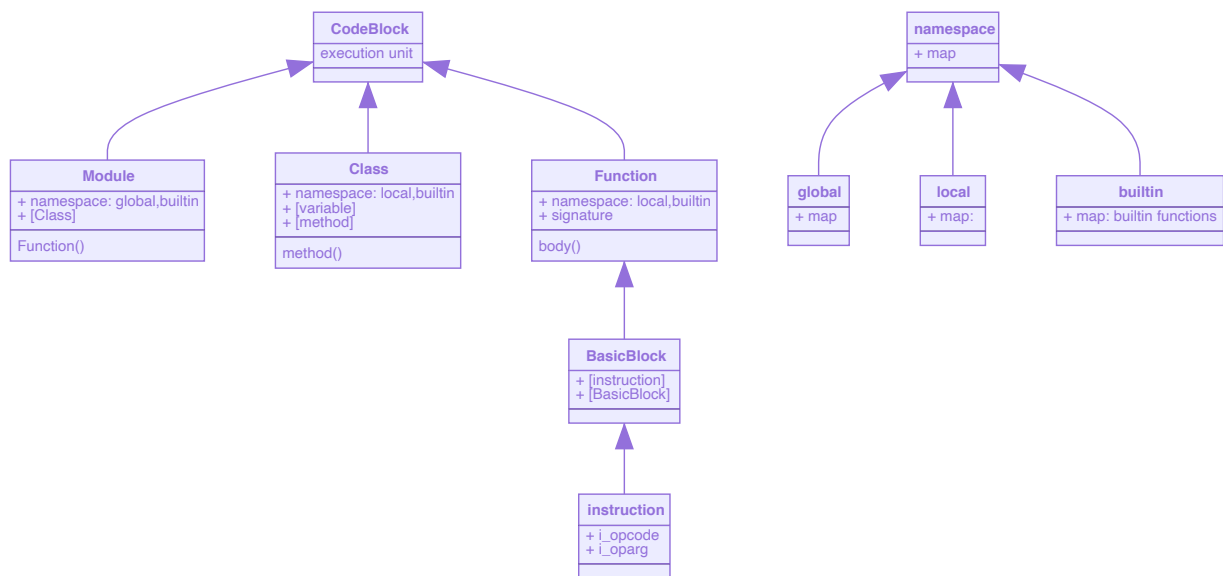 CodeBlock
execution unit
namespace
+ map
Module
+ namespace: global,builtin
+ [Class]
Function()
Class
+ namespace: local,builtin
+ [variable]
+ [method]
method()
Function
+ namespace: local,builtin
+ signature
body()
global
+ map
local
+ map:
builtin
+ map: builtin functions
BasicBlock
+ [instruction]
+ [BasicBlock]
instruction
+ i_opcode
+ i_oparg